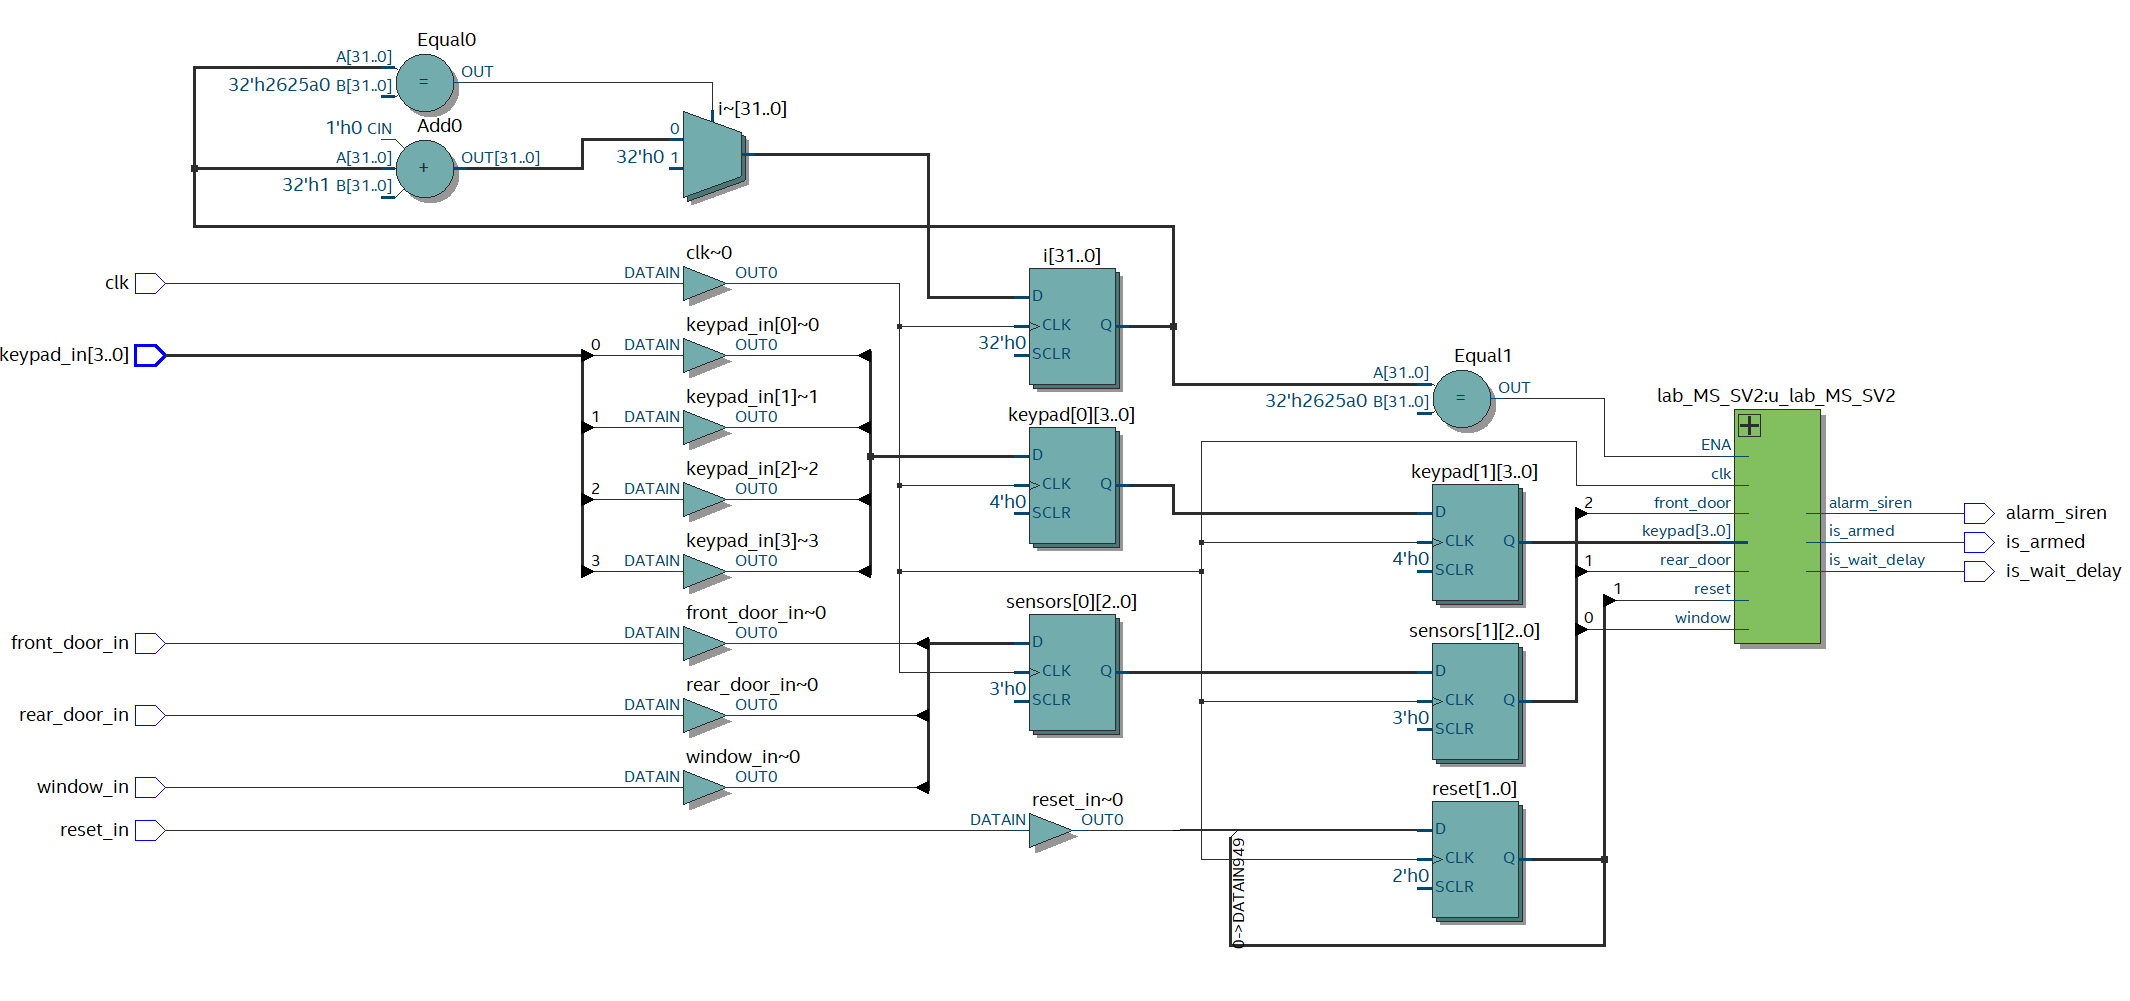 Equal0
A[31..0]
32'h2625a0 B[31..0]
=
OUT
Add0
1'h0 CIN
A[31..0]
32'h1 B[31..0]
+
OUT[31..0]
i~[31..0]
0
32'h0 1
clk
clk~0
DATAIN OUT0
keypad_in[3..0]
keypad_in[0]~0
0 DATAIN OUT0
keypad_in[1]~1
1 DATAIN OUT0
keypad_in[2]~2
2 DATAIN OUT0
keypad_in[3]~3
3 DATAIN OUT0
front_door_in
front_door_in~0
DATAIN OUT0
rear_door_in
rear_door_in~0
DATAIN OUT0
window_in
window_in~0
DATAIN OUT0
reset_in
reset_in~0
DATAIN OUT0
i[31..0]
D
CLK Q
32'h0 SCLR
keypad[0][3..0]
D
CLK Q
4'h0 SCLR
sensors[0][2..0]
D
CLK Q
3'h0 SCLR
Equal1
A[31..0]
32'h2625a0 B[31..0]
=
OUT
keypad[1][3..0]
D
CLK Q
4'h0 SCLR
sensors[1][2..0]
D
CLK Q
3'h0 SCLR
reset[1..0]
D
CLK Q
2'h0 SCLR
0->DATAIN949
lab_MS_SV2:u_lab_MS_SV2
ENA
clk
2 front_door
keypad[3..0]
1 rear_door
1 reset
0 window
alarm_siren
is_armed
is_wait_delay
alarm_siren
is_armed
is_wait_delay